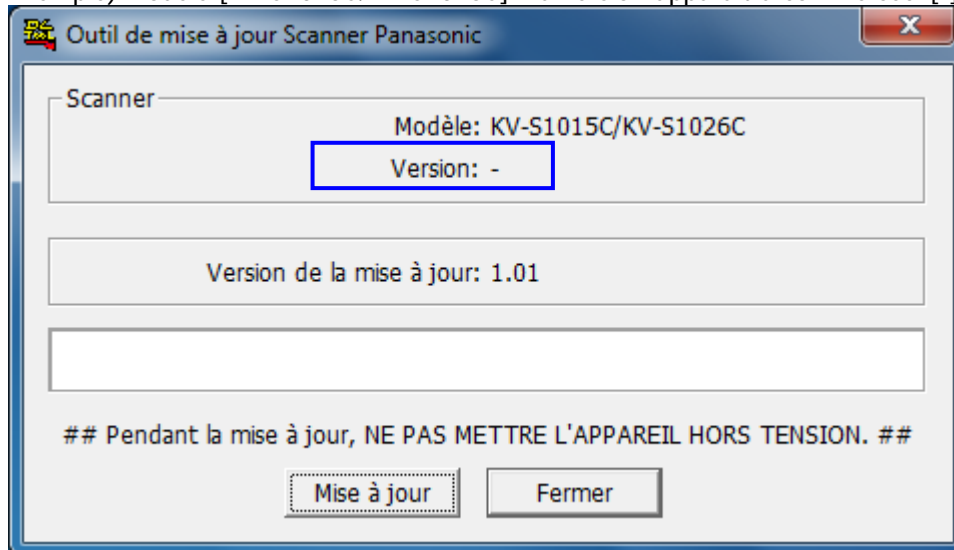 Outil de mise à jour Scanner Panasonic
Scanner
Modèle: KV-S1015C/KV-S1026C
Version: -
Version de la mise à jour: 1.01
## Pendant la mise à jour, NE PAS METTRE L'APPAREIL HORS TENSION. ##
Mise à jour
Fermer